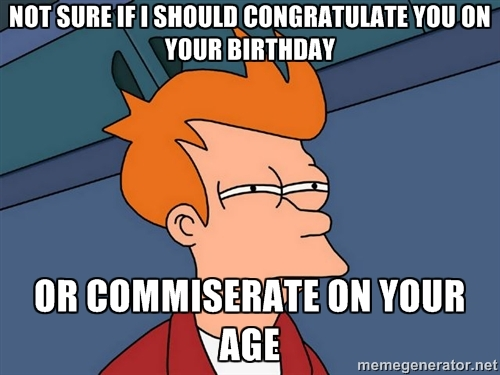 NOT SURE IF I SHOULD CONGRATULATE YOU ON
YOUR BIRTHDAY
OR COMMISERATE ON YOUR
AGE
memegenerator.net